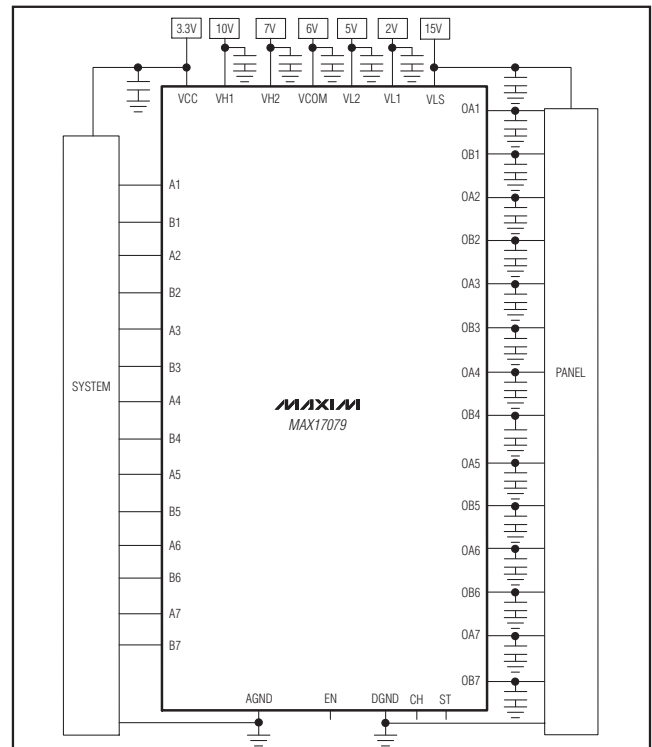 3.3V 10V 7V 6V 5V 2V 15V
VCC VH1 VH2 VCOM VL2 VL1 VLS
OA1
OB1
A1
OA2
B1
OB2
A2
OA3
B2
OB3
A3
B3
OA4
SYSTEM
PANEL
A4
MAXIM
OB4
MAX17079
B4
OA5
A5
OB5
B5
A6
OA6
B6
OB6
A7
OA7
B7
OB7
AGND EN DGND CH ST